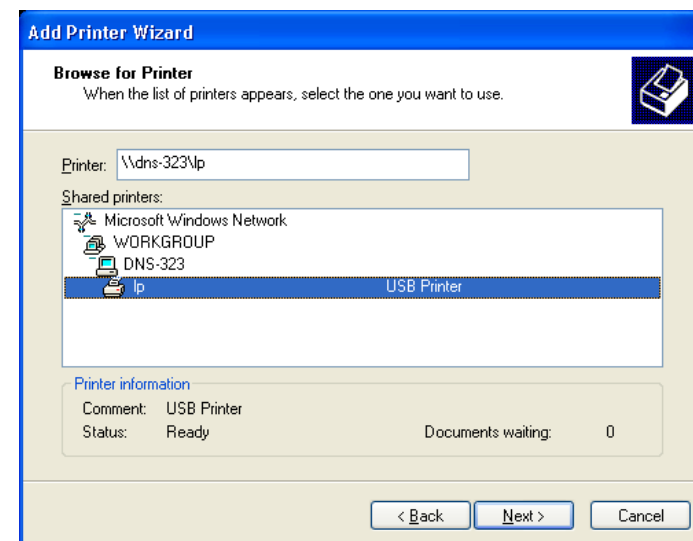 Add Printer Wizard
Browse for Printer
When the list of printers appears, select the one you want to use.
Printer: \\dns-323\lp
Shared printers:
Microsoft Windows Network
WORKGROUP
DNS-323
lp USB Printer
Printer information
Comment: USB Printer
Status: Ready Documents waiting: 0
< Back Next > Cancel